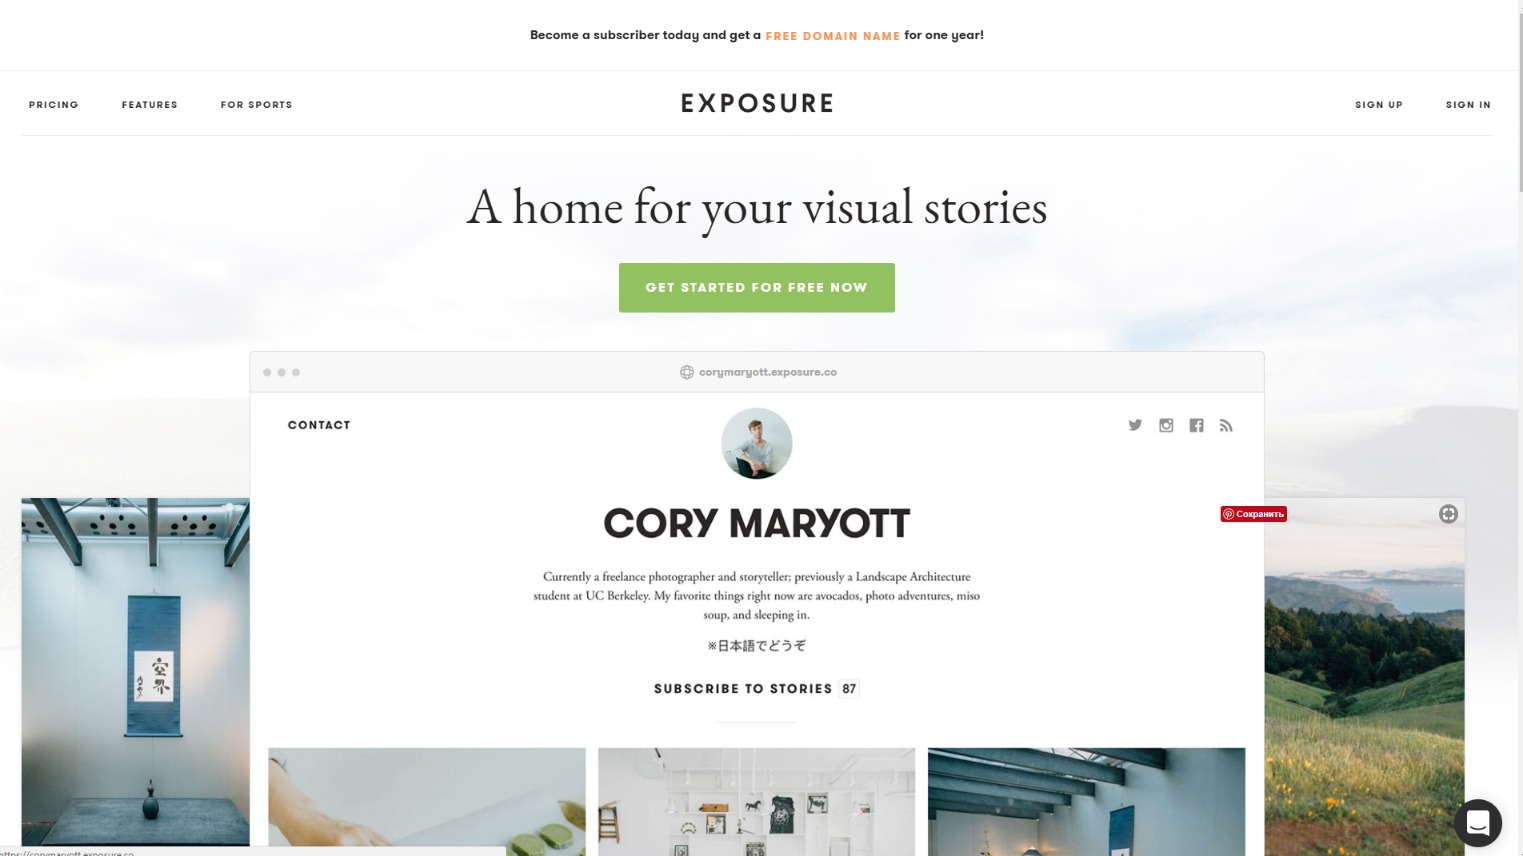 Become a subscriber today and get a FREE DOMAIN NAME for one year!
PRICING FEATURES FOR SPORTS EXPOSURE SIGN UP SIGN IN
A home for your visual stories
GET STARTED FOR FREE NOW
corymaryott.exposure.co
CONTACT
CORY MARYOTT
Сохранить
Currently a freelance photographer and storyteller; previously a Landscape Architecture
student at UC Berkeley. My favorite things right now are avocados, photo adventures, miso
soup, and sleeping in.
※日本語でどうぞ
空
界
SUBSCRIBE TO STORIES 87
https://corymaryott.exposure.co